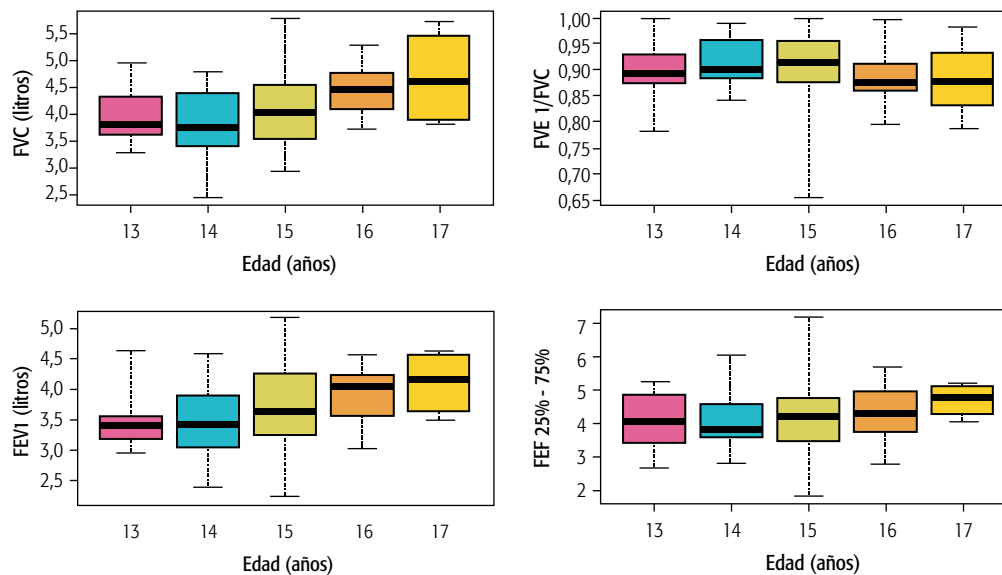 FVC (litros)
5,5
5,0
4,5
4,0
3,5
3,0
2,5
13 14 15 16 17
Edad (años)
FVE 1/FVC
1,00
0,95
0,90
0,85
0,80
0,75
0,70
0,65
13 14 15 16 17
Edad (años)
FEV1 (litros)
5,0
4,5
4,0
3,5
3,0
2,5
13 14 15 16 17
Edad (años)
FEF 25% - 75%
7
6
5
4
3
2
13 14 15 16 17
Edad (años)